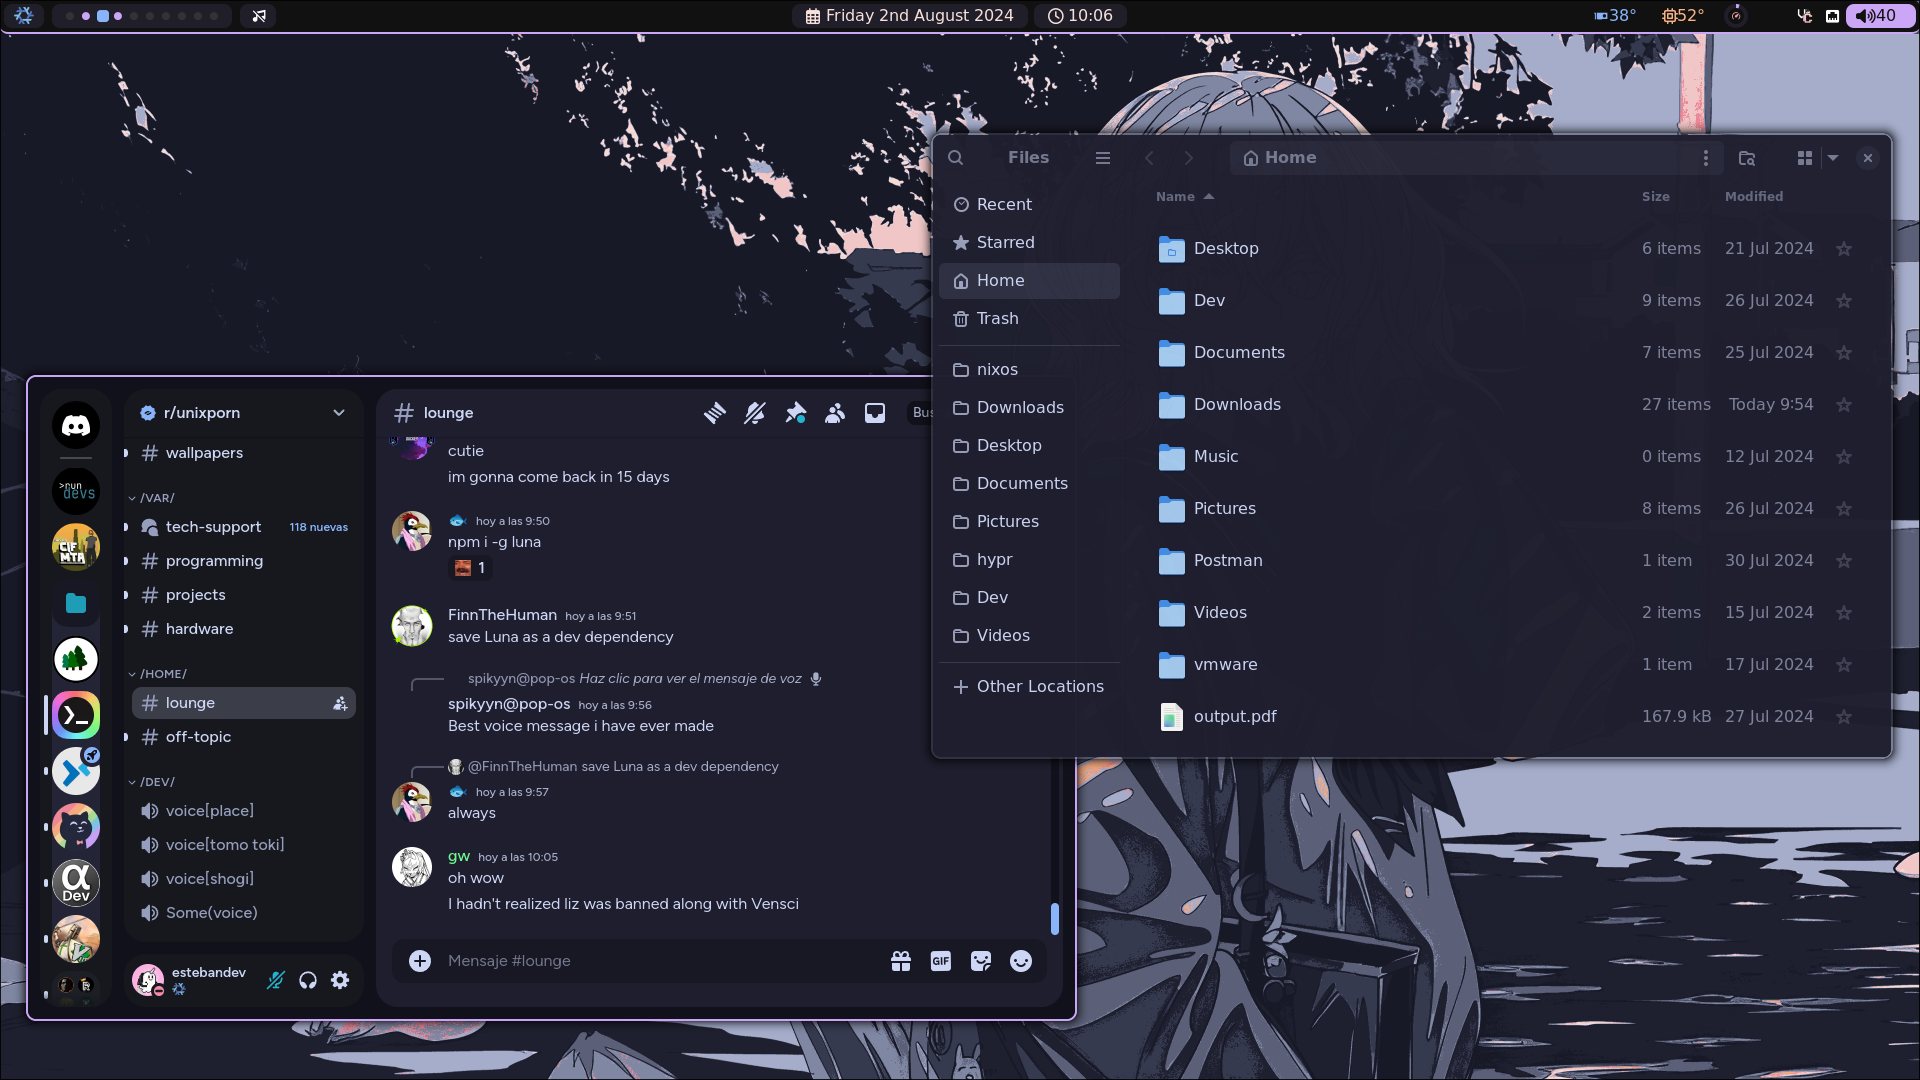 Friday 2nd August 2024
10:06
38°
52°
40
Files
Home
Name
Size
Modified
Recent
Starred
Home
Trash
nixos
Downloads
Desktop
Documents
Pictures
hypr
Dev
Videos
Other Locations
Desktop 6 items 21 Jul 2024
Dev 9 items 26 Jul 2024
Documents 7 items 25 Jul 2024
Downloads 27 items Today 9:54
Music 0 items 12 Jul 2024
Pictures 8 items 26 Jul 2024
Postman 1 item 30 Jul 2024
Videos 2 items 15 Jul 2024
vmware 1 item 17 Jul 2024
output.pdf 167.9 kB 27 Jul 2024
>run
devs
CIF
MTA
α
Dev
r/unixporn
wallpapers
/VAR/
tech-support 118 nuevas
programming
projects
hardware
/HOME/
lounge
off-topic
/DEV/
voice[place]
voice[tomo toki]
voice[shogi]
Some(voice)
estebandev
lounge
Bus
cutie
im gonna come back in 15 days
hoy a las 9:50
npm i -g luna
1
FinnTheHuman hoy a las 9:51
save Luna as a dev dependency
spikyyn@pop-os Haz clic para ver el mensaje de voz
spikyyn@pop-os hoy a las 9:56
Best voice message i have ever made
@FinnTheHuman save Luna as a dev dependency
hoy a las 9:57
always
gw hoy a las 10:05
oh wow
I hadn't realized liz was banned along with Vensci
Mensaje #lounge
GIF